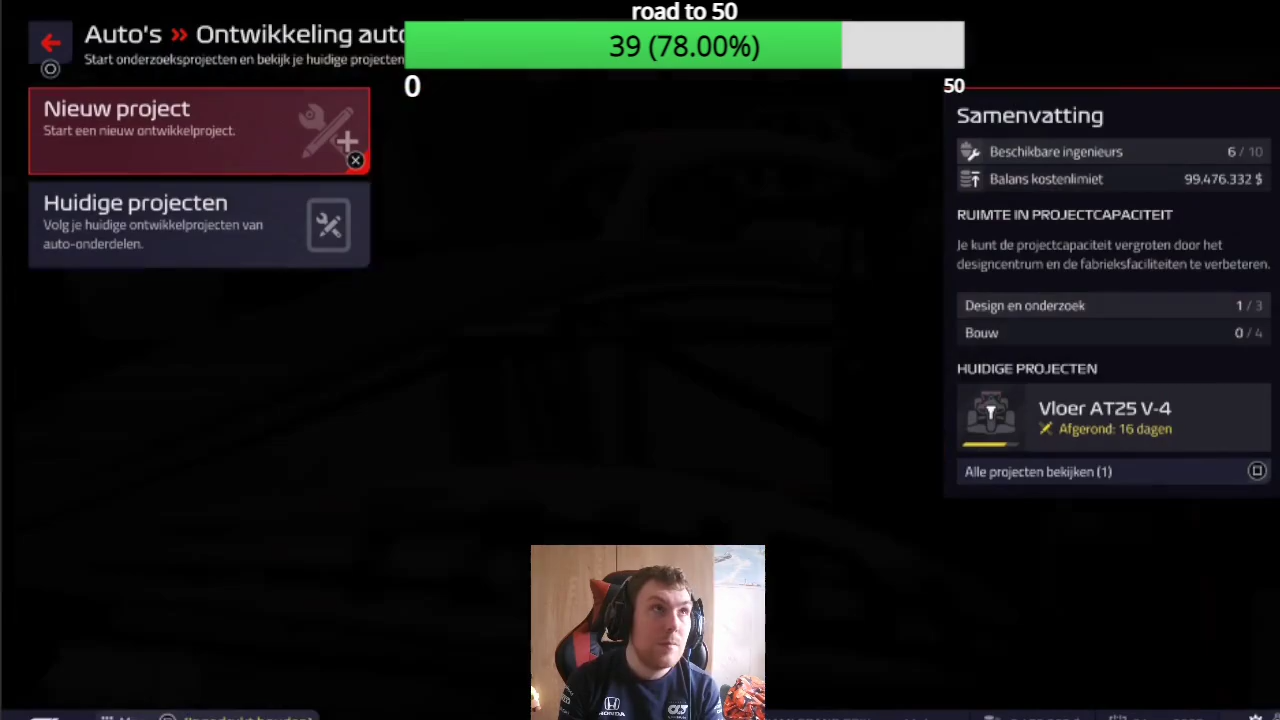 road to 50
39 (78.00%)
0
50
Auto's » Ontwikkeling auto
Start onderzoeksprojecten en bekijk je huidige projecten
Nieuw project
Start een nieuw ontwikkelproject.
Huidige projecten
Volg je huidige ontwikkelprojecten van
auto-onderdelen.
Samenvatting
Beschikbare ingenieurs 6 / 10
Balans kostenlimiet 99.476.332 $
RUIMTE IN PROJECTCAPACITEIT
Je kunt de projectcapaciteit vergroten door het
designcentrum en de fabrieksfaciliteiten te verbeteren.
Design en onderzoek 1 / 3
Bouw 0 / 4
HUIDIGE PROJECTEN
Vloer AT25 V-4
Afgerond: 16 dagen
Alle projecten bekijken (1)
HONDA